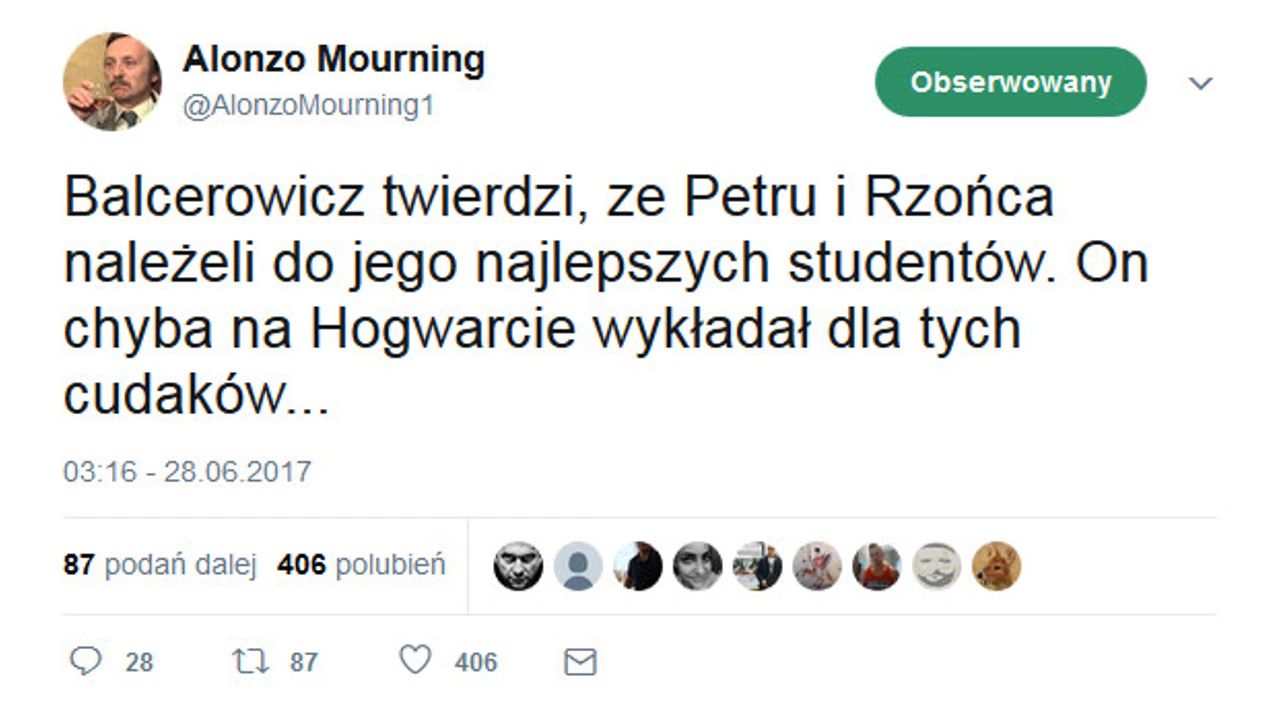 Alonzo Mourning
@AlonzoMourning1
Obserwowany
Balcerowicz twierdzi, ze Petru i Rzońca
należeli do jego najlepszych studentów. On
chyba na Hogwarcie wykładał dla tych
cudaków...
03:16 - 28.06.2017
87 podań dalej 406 polubień
28 87 406